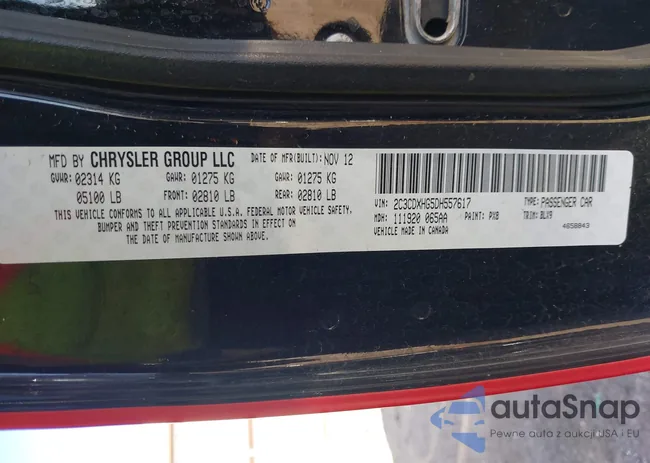 MFD BY CHRYSLER GROUP LLC DATE OF MFR(BUILT): NOV 12
GVWR: 02314 KG GAWR: 01275 KG GAWR: 01275 KG
05100 LB FRONT: 02810 LB REAR: 02810 LB
THIS VEHICLE CONFORMS TO ALL APPLICABLE U.S.A. FEDERAL MOTOR VEHICLE SAFETY,
BUMPER AND THEFT PREVENTION STANDARDS IN EFFECT ON
THE DATE OF MANUFACTURE SHOWN ABOVE.
VIN: 2C3CDXHG5DH557617 TYPE: PASSENGER CAR
MDH: 111920 065AA PAINT: PX8 TRIM: BLX9
VEHICLE MADE IN CANADA 4658843
autaSnap
Pewne auta z aukcji USA i EU